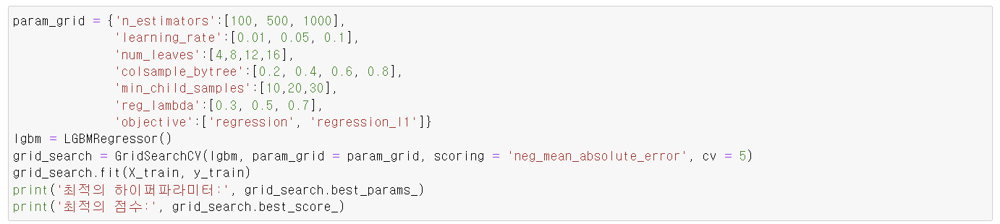 param_grid = {'n_estimators':[100, 500, 1000],
'learning_rate':[0.01, 0.05, 0.1],
'num_leaves':[4,8,12,16],
'colsample_bytree':[0.2, 0.4, 0.6, 0.8],
'min_child_samples':[10,20,30],
'reg_lambda':[0.3, 0.5, 0.7],
'objective':['regression', 'regression_l1']}
lgbm = LGBMRegressor()
grid_search = GridSearchCV(lgbm, param_grid = param_grid, scoring = 'neg_mean_absolute_error', cv = 5)
grid_search.fit(X_train, y_train)
print('최적의 하이퍼파라미터:', grid_search.best_params_)
print('최적의 점수:', grid_search.best_score_)